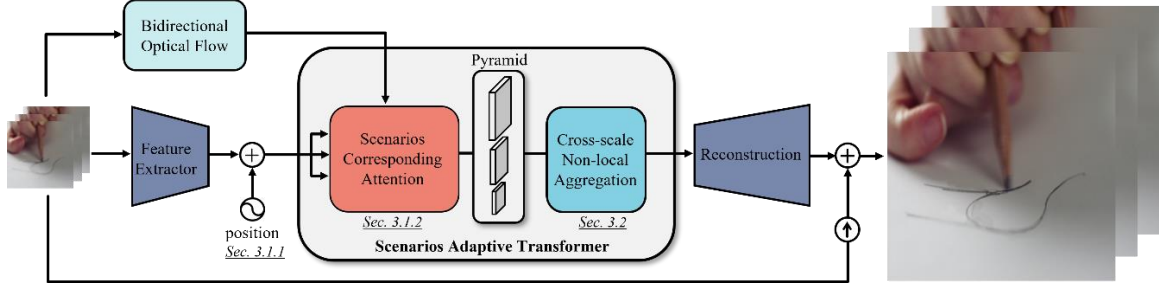 Bidirectional
Optical Flow
Pyramid
Feature
Extractor
Scenarios
Corresponding
Attention
Cross-scale
Non-local
Aggregation
Reconstruction
position
Sec. 3.1.1
Sec. 3.1.2
Sec. 3.2
Scenarios Adaptive Transformer